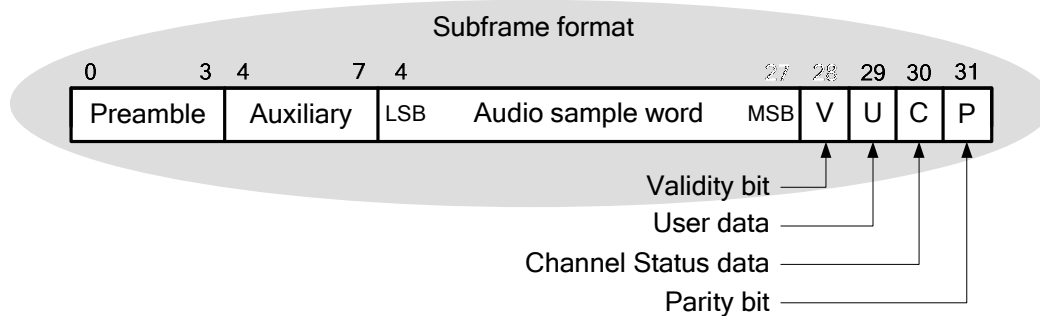 Subframe format
0 3 4 7 4 27 28 29 30 31
Preamble Auxiliary LSB Audio sample word MSB V U C P
Validity bit
User data
Channel Status data
Parity bit